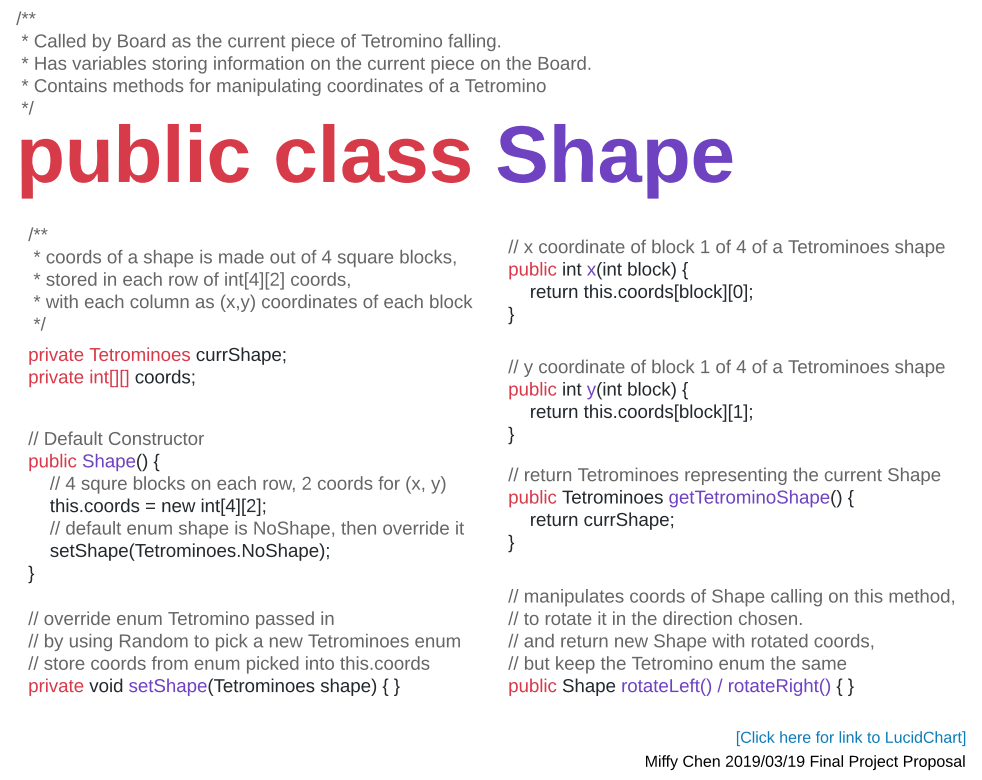 /**
* Called by Board as the current piece of Tetromino falling.
* Has variables storing information on the current piece on the Board.
* Contains methods for manipulating coordinates of a Tetromino
*/
public class Shape
/**
* coords of a shape is made out of 4 square blocks,
* stored in each row of int[4][2] coords,
* with each column as (x,y) coordinates of each block
*/
private Tetrominoes currShape;
private int[][] coords;
// Default Constructor
public Shape() {
// 4 squre blocks on each row, 2 coords for (x, y)
this.coords = new int[4][2];
// default enum shape is NoShape, then override it
setShape(Tetrominoes.NoShape);
}
// override enum Tetromino passed in
// by using Random to pick a new Tetrominoes enum
// store coords from enum picked into this.coords
private void setShape(Tetrominoes shape) { }
// x coordinate of block 1 of 4 of a Tetrominoes shape
public int x(int block) {
return this.coords[block][0];
}
// y coordinate of block 1 of 4 of a Tetrominoes shape
public int y(int block) {
return this.coords[block][1];
}
// return Tetrominoes representing the current Shape
public Tetrominoes getTetrominoShape() {
return currShape;
}
// manipulates coords of Shape calling on this method,
// to rotate it in the direction chosen.
// and return new Shape with rotated coords,
// but keep the Tetromino enum the same
public Shape rotateLeft() / rotateRight() { }
[Click here for link to LucidChart]
Miffy Chen 2019/03/19 Final Project Proposal